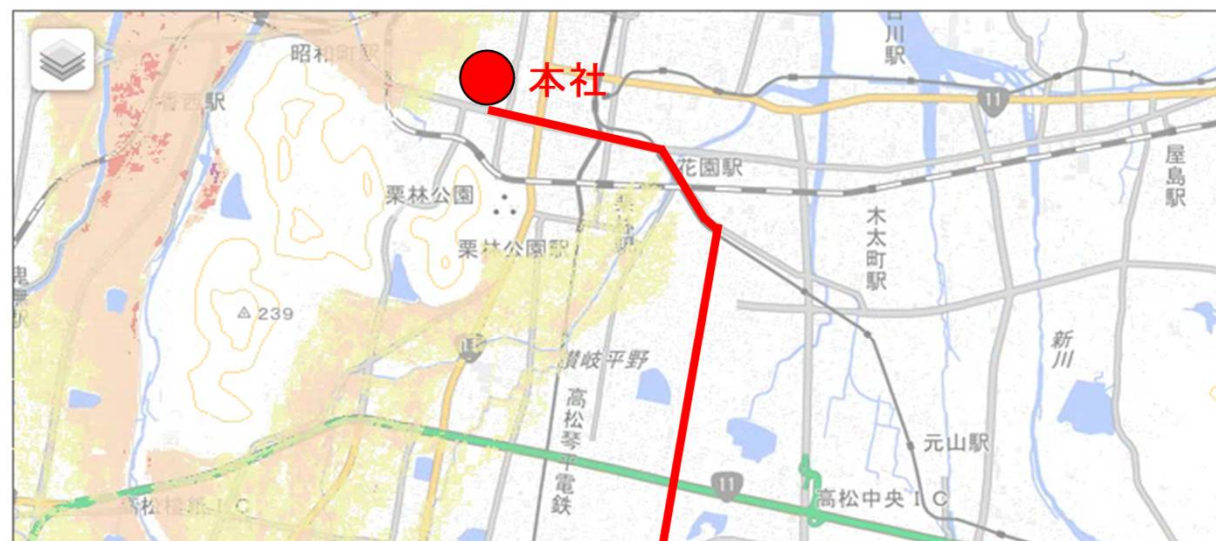 昭和町駅
本社
川駅
11
香西駅
花園駅
屋島駅
栗林公園
栗林公園駅
木太町駅
239
新川
讃岐平野
高松琴平電鉄
元山駅
11
高松中央IC